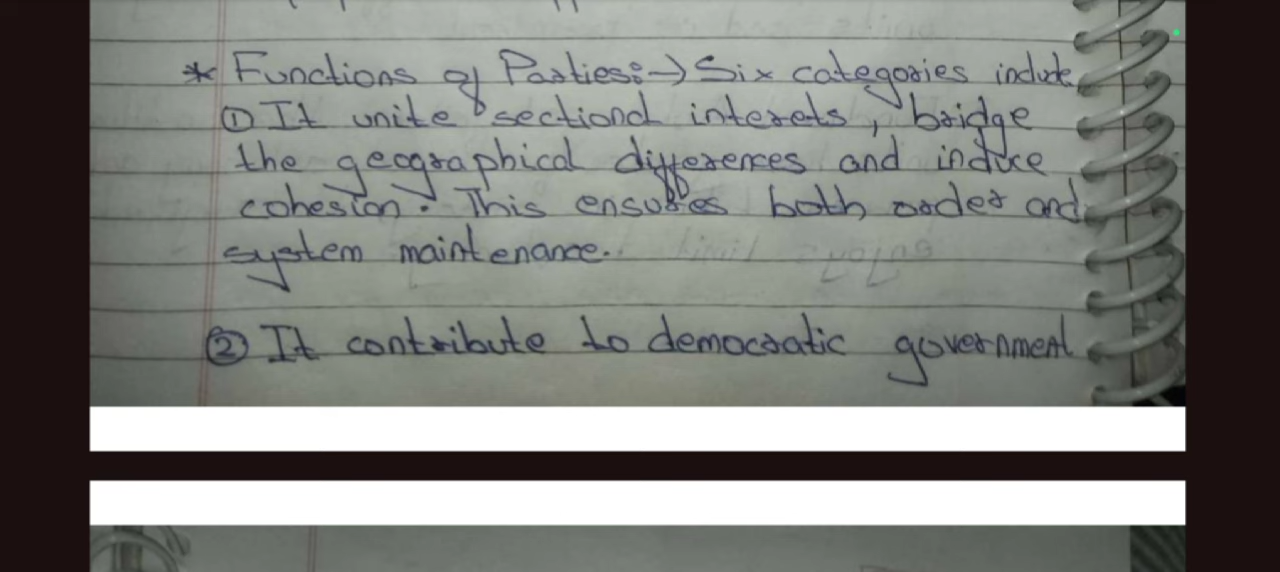 * Functions of Parties:→ Six categories include
① It unite sectional interets, bridge
the geographical differences and induce
cohesion. This ensures both order and
system maintenance.
② It contribute to democratic government